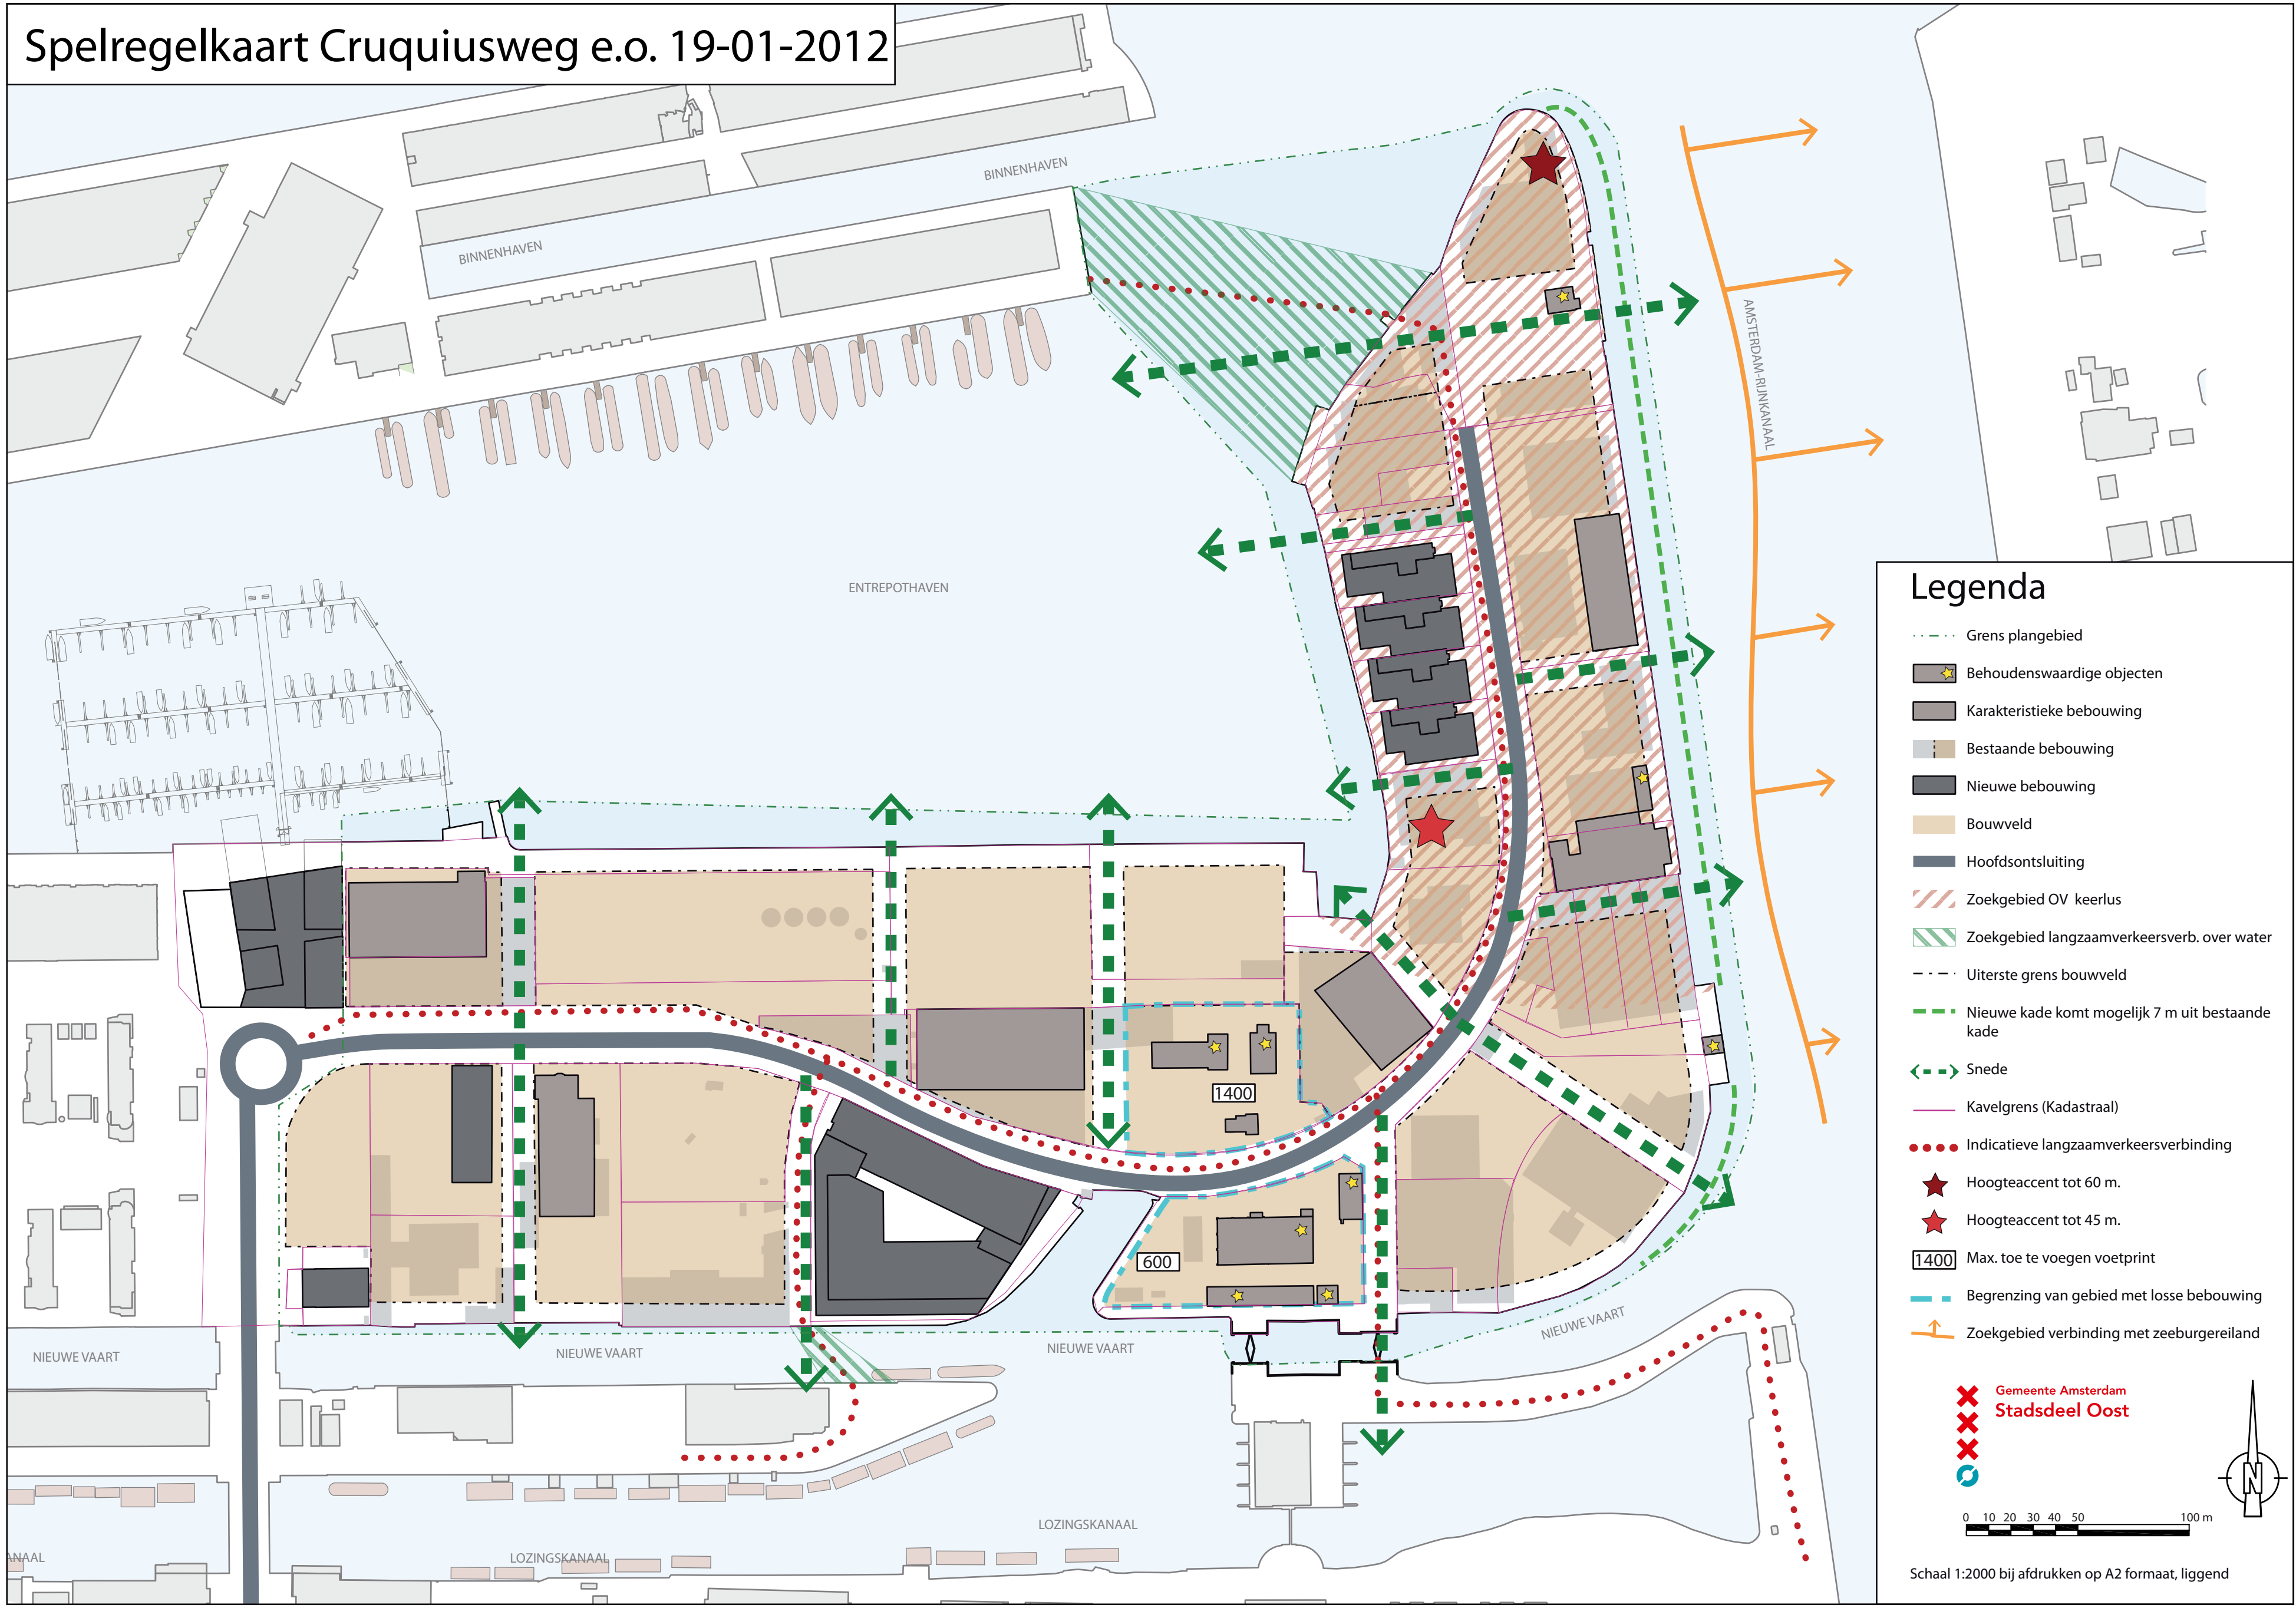 Spelregelkaart Cruquiusweg e.o. 19-01-2012
BINNENHAVEN
BINNENHAVEN
AMSTERDAM-RIJNKANAAL
ENTREPOTHAVEN
1400
600
NIEUWE VAART
NIEUWE VAART
NIEUWE VAART
NIEUWE VAART
LOZINGSKANAAL
LOZINGSKANAAL
ANAAL
Legenda
Grens plangebied
Behoudenswaardige objecten
Karakteristieke bebouwing
Bestaande bebouwing
Nieuwe bebouwing
Bouwveld
Hoofdsontsluiting
Zoekgebied OV keerlus
Zoekgebied langzaamverkeersverb. over water
Uiterste grens bouwveld
Nieuwe kade komt mogelijk 7 m uit bestaande
kade
Snede
Kavelgrens (Kadastraal)
Indicatieve langzaamverkeersverbinding
Hoogteaccent tot 60 m.
Hoogteaccent tot 45 m.
1400 Max. toe te voegen voetprint
Begrenzing van gebied met losse bebouwing
Zoekgebied verbinding met zeeburgereiland
Gemeente Amsterdam
Stadsdeel Oost
N
0 10 20 30 40 50 100 m
Schaal 1:2000 bij afdrukken op A2 formaat, liggend